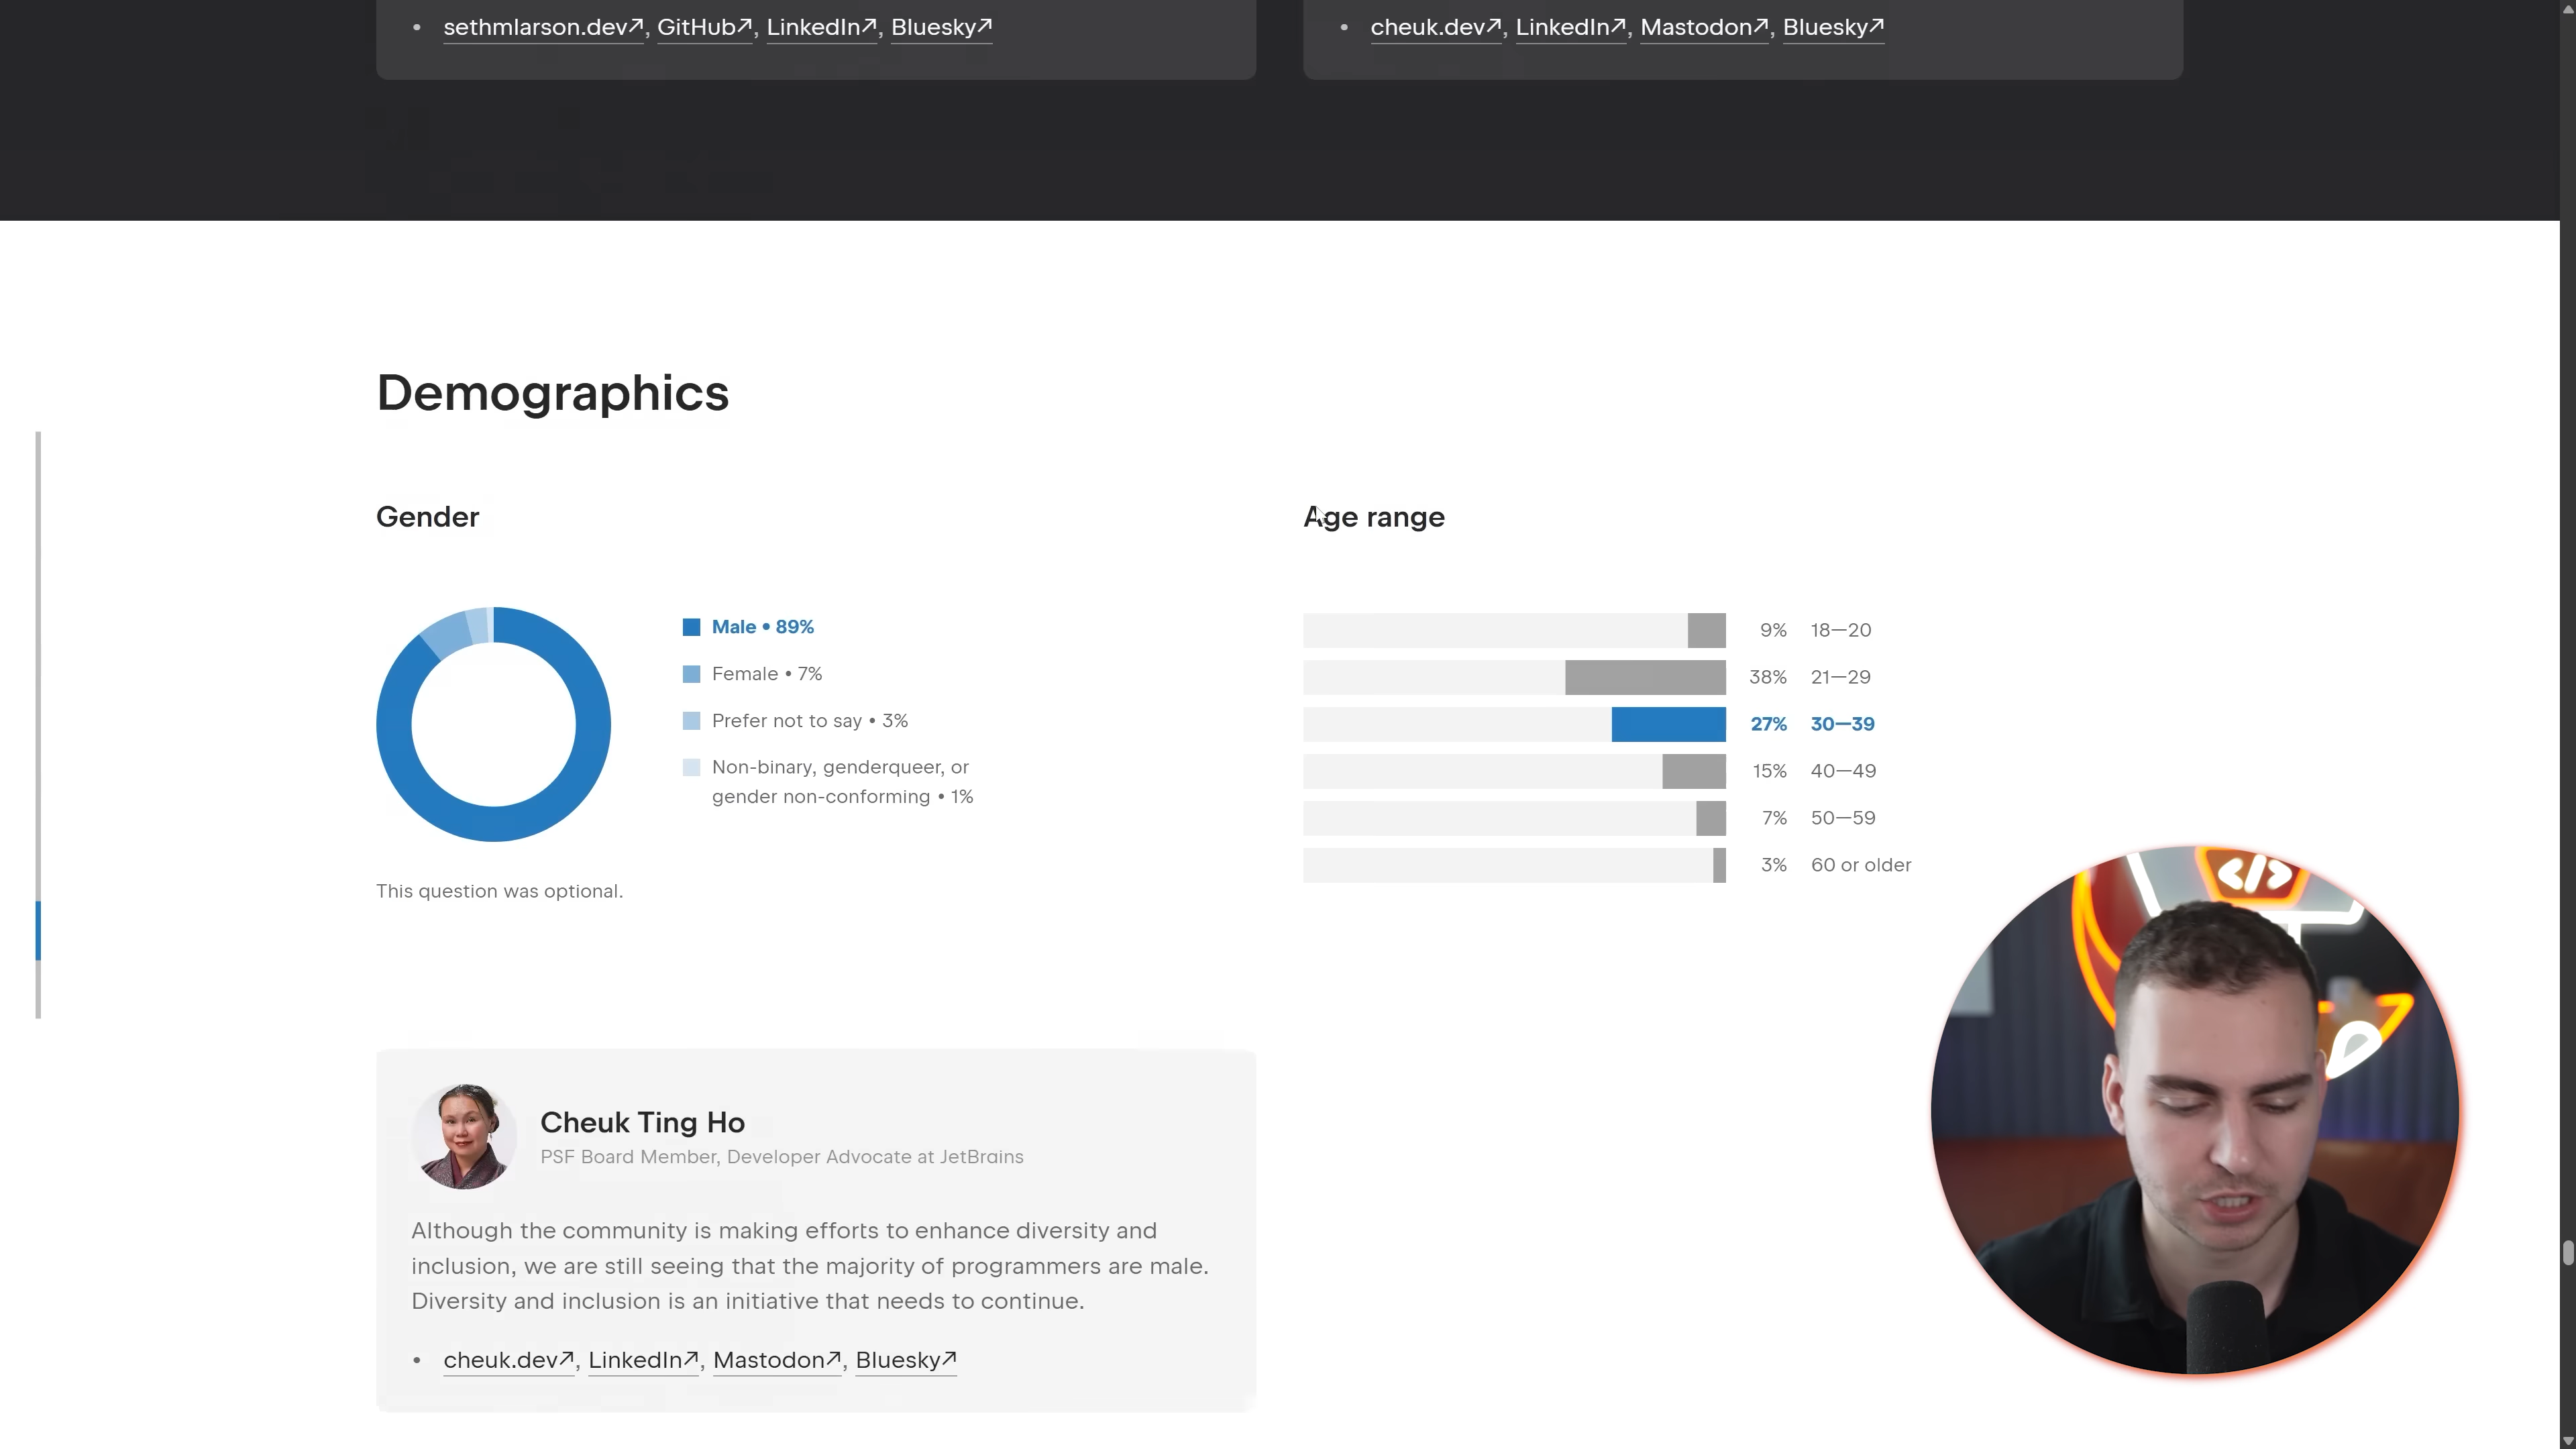 • sethmlarson.dev↗, GitHub↗, LinkedIn↗, Bluesky↗
• cheuk.dev↗, LinkedIn↗, Mastodon↗, Bluesky↗
Demographics
Gender
Male • 89%
Female • 7%
Prefer not to say • 3%
Non-binary, genderqueer, or
gender non-conforming • 1%
This question was optional.
Age range
9% 18—20
38% 21—29
27% 30—39
15% 40—49
7% 50—59
3% 60 or older
</>
Cheuk Ting Ho
PSF Board Member, Developer Advocate at JetBrains
Although the community is making efforts to enhance diversity and
inclusion, we are still seeing that the majority of programmers are male.
Diversity and inclusion is an initiative that needs to continue.
• cheuk.dev↗, LinkedIn↗, Mastodon↗, Bluesky↗